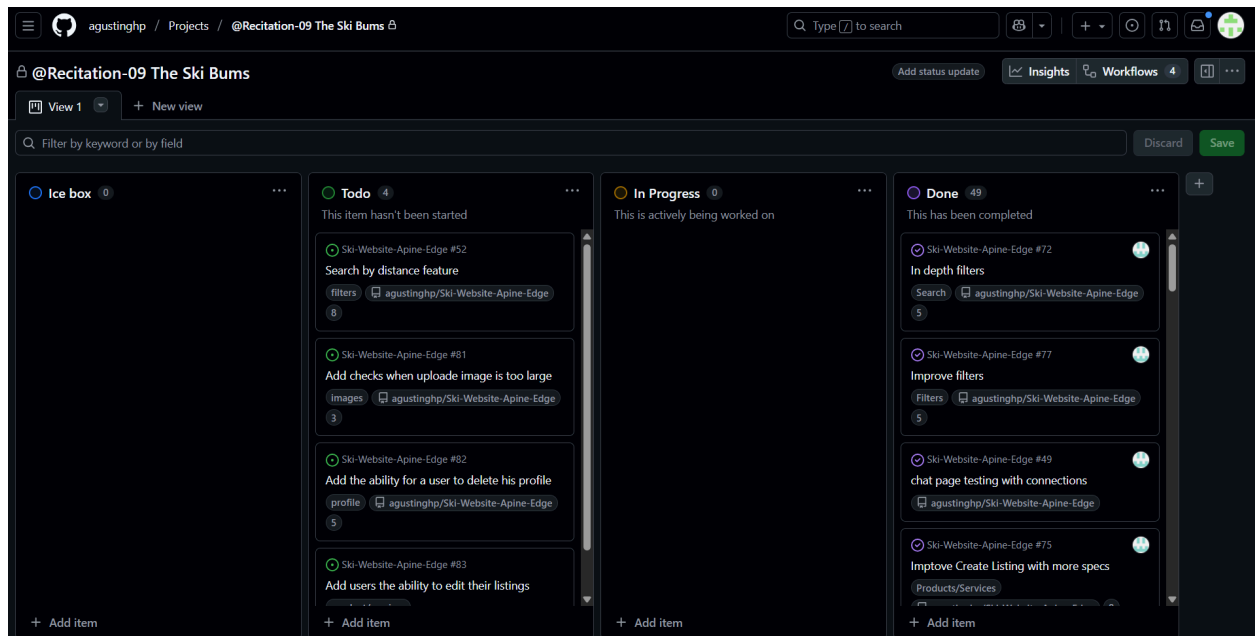 agustinghp / Projects / @Recitation-09 The Ski Bums
Type / to search
@Recitation-09 The Ski Bums
Add status update
Insights
Workflows 4
View 1
New view
Filter by keyword or by field
Discard
Save
Ice box 0
Add item
Todo 4
This item hasn't been started
Ski-Website-Apine-Edge #52
Search by distance feature
filters agustinghp/Ski-Website-Apine-Edge
8
Ski-Website-Apine-Edge #81
Add checks when uploade image is too large
images agustinghp/Ski-Website-Apine-Edge
3
Ski-Website-Apine-Edge #82
Add the ability for a user to delete his profile
profile agustinghp/Ski-Website-Apine-Edge
5
Ski-Website-Apine-Edge #83
Add users the ability to edit their listings
Add item
In Progress 0
This is actively being worked on
Add item
Done 49
This has been completed
Ski-Website-Apine-Edge #72
In depth filters
Search agustinghp/Ski-Website-Apine-Edge
5
Ski-Website-Apine-Edge #77
Improve filters
Filters agustinghp/Ski-Website-Apine-Edge
5
Ski-Website-Apine-Edge #49
chat page testing with connections
agustinghp/Ski-Website-Apine-Edge
Ski-Website-Apine-Edge #75
Imptove Create Listing with more specs
Products/Services
Add item